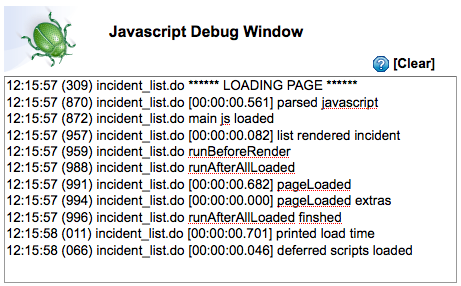 Javascript Debug Window
? [Clear]
12:15:57 (309) incident_list.do ****** LOADING PAGE ******
12:15:57 (870) incident_list.do [00:00:00.561] parsed javascript
12:15:57 (872) incident_list.do main js loaded
12:15:57 (957) incident_list.do [00:00:00.082] list rendered incident
12:15:57 (959) incident_list.do runBeforeRender
12:15:57 (988) incident_list.do runAfterAllLoaded
12:15:57 (991) incident_list.do [00:00:00.682] pageLoaded
12:15:57 (994) incident_list.do [00:00:00.000] pageLoaded extras
12:15:57 (996) incident_list.do runAfterAllLoaded finshed
12:15:58 (011) incident_list.do [00:00:00.701] printed load time
12:15:58 (066) incident_list.do [00:00:00.046] deferred scripts loaded